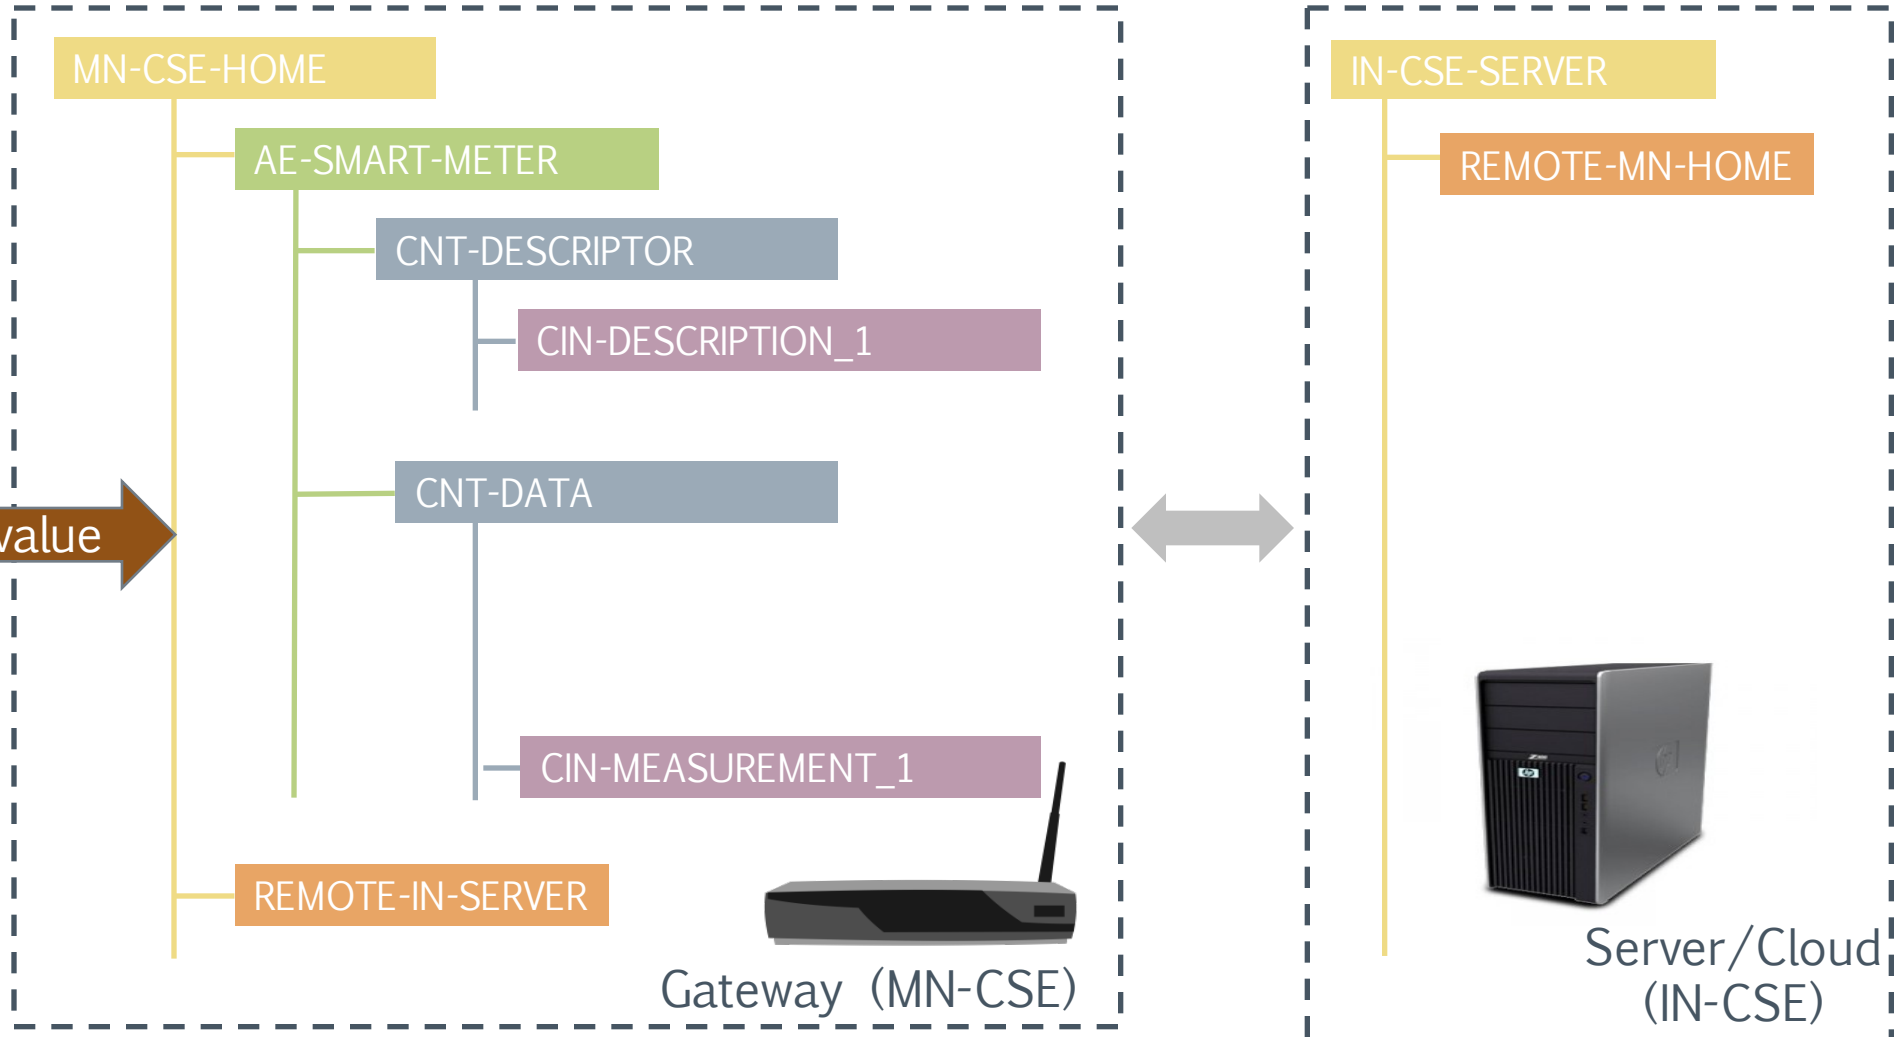 MN-CSE-HOME
AE-SMART-METER
CNT-DESCRIPTOR
CIN-DESCRIPTION_1
CNT-DATA
value
CIN-MEASUREMENT_1
REMOTE-IN-SERVER
Gateway (MN-CSE)
IN-CSE-SERVER
REMOTE-MN-HOME
hp
Server/Cloud
(IN-CSE)